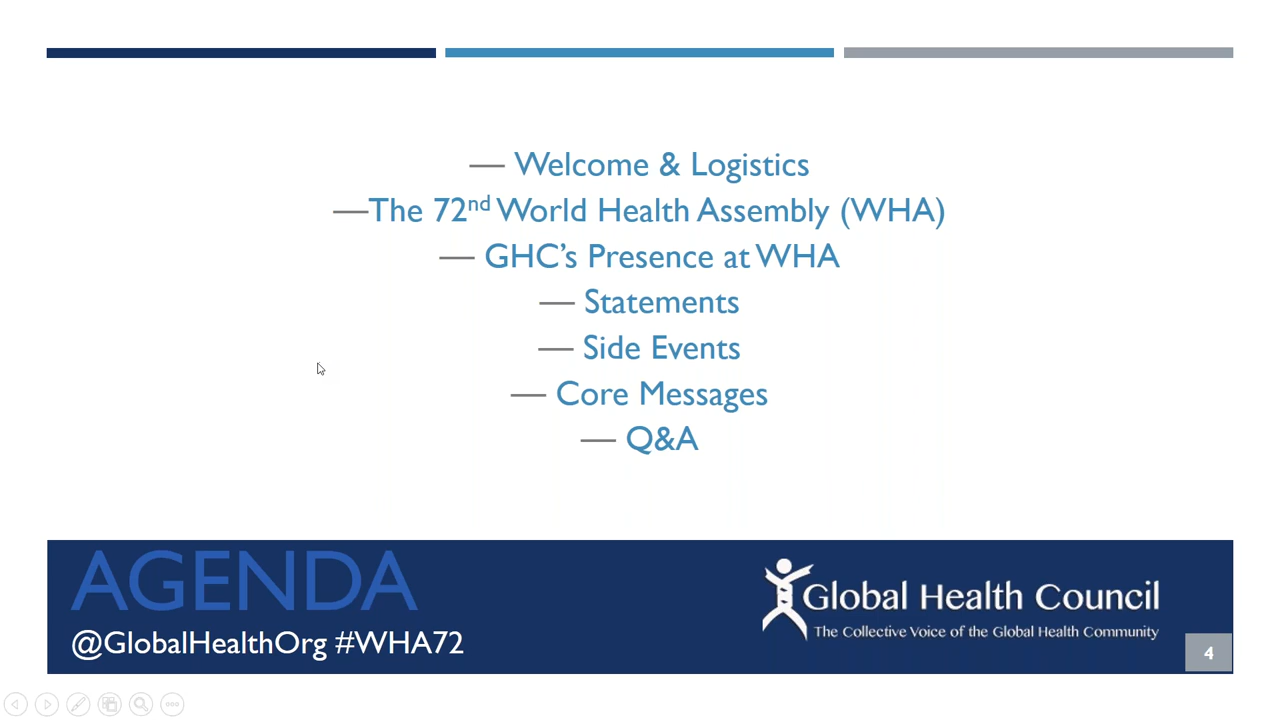 — Welcome & Logistics
—The 72nd World Health Assembly (WHA)
— GHC’s Presence at WHA
— Statements
— Side Events
— Core Messages
— Q&A
AGENDA
@GlobalHealthOrg #WHA72
Global Health Council
The Collective Voice of the Global Health Community
4